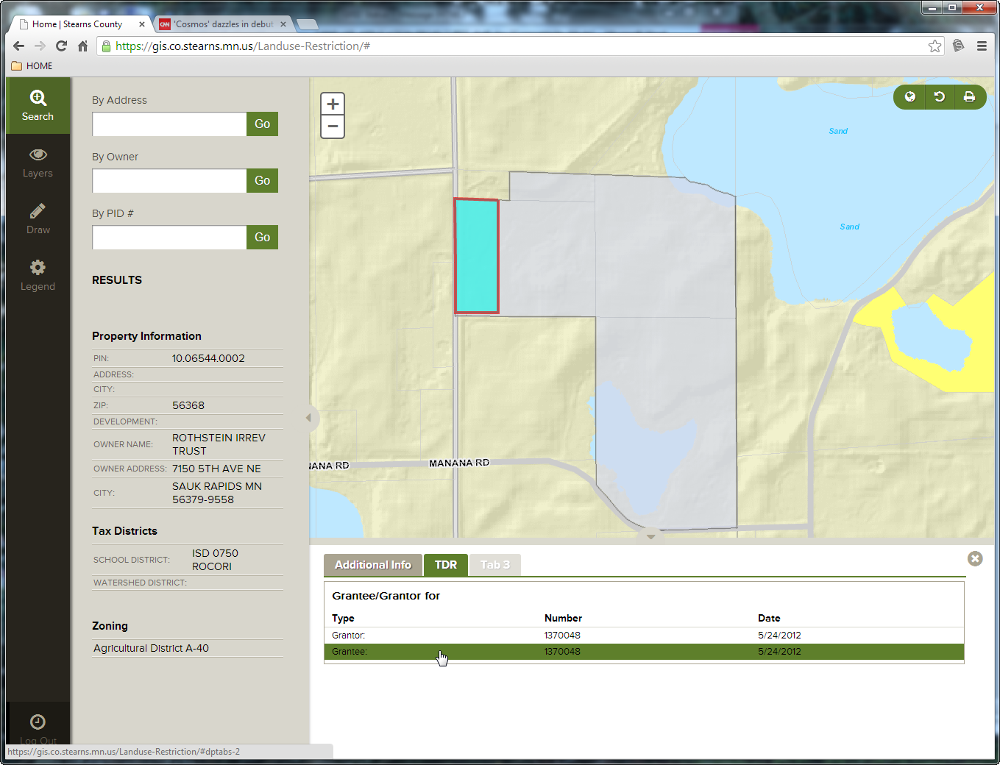 Home | Stearns County
'Cosmos' dazzles in debut
https://gis.co.stearns.mn.us/Landuse-Restriction/#
HOME
Search
Layers
Draw
Legend
Log Out
By Address
Go
By Owner
Go
By PID #
Go
RESULTS
Property Information
PIN: 10.06544.0002
ADDRESS:
CITY:
ZIP: 56368
DEVELOPMENT:
OWNER NAME: ROTHSTEIN IRREV
TRUST
OWNER ADDRESS: 7150 5TH AVE NE
CITY: SAUK RAPIDS MN
56379-9558
Tax Districts
SCHOOL DISTRICT: ISD 0750
ROCORI
WATERSHED DISTRICT:
Zoning
Agricultural District A-40
+
−
Sand
Sand
NANA RD
MANANA RD
Additional Info TDR Tab 3
Grantee/Grantor for
Type Number Date
Grantor: 1370048 5/24/2012
Grantee: 1370048 5/24/2012
https://gis.co.stearns.mn.us/Landuse-Restriction/#dptabs-2